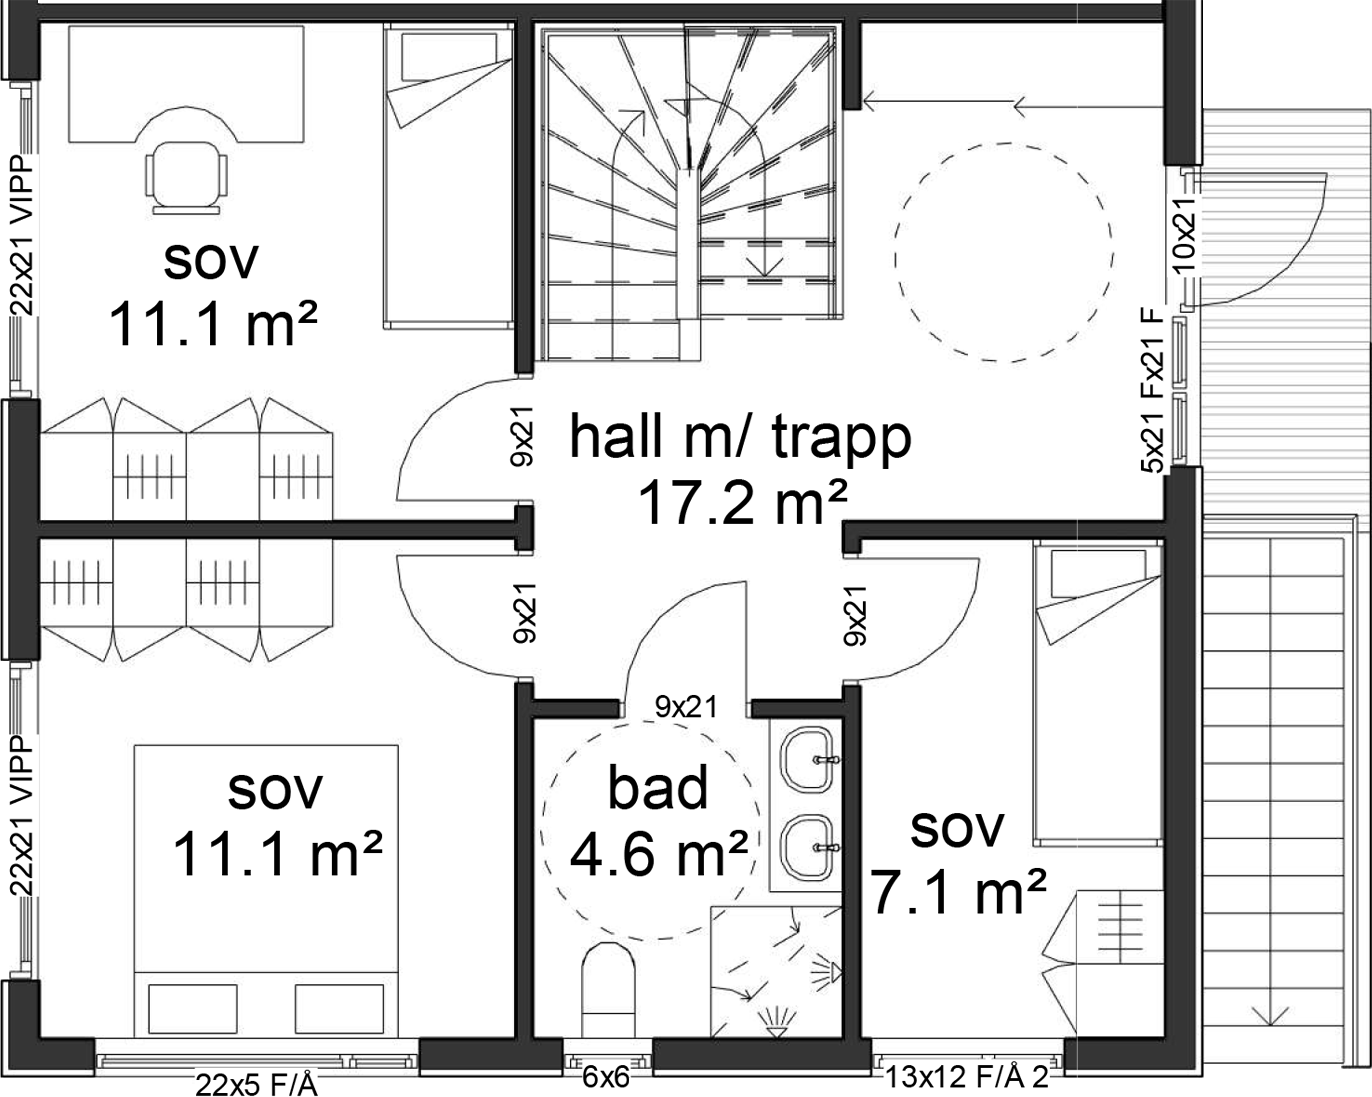 22x21 VIPP
sov
11.1 m²
9x21
hall m/ trapp
17.2 m²
10x21
5x21 Fx21 F
9x21
9x21
9x21
22x21 VIPP
sov
11.1 m²
bad
4.6 m²
sov
7.1 m²
22x5 F/Å
6x6
13x12 F/Å 2